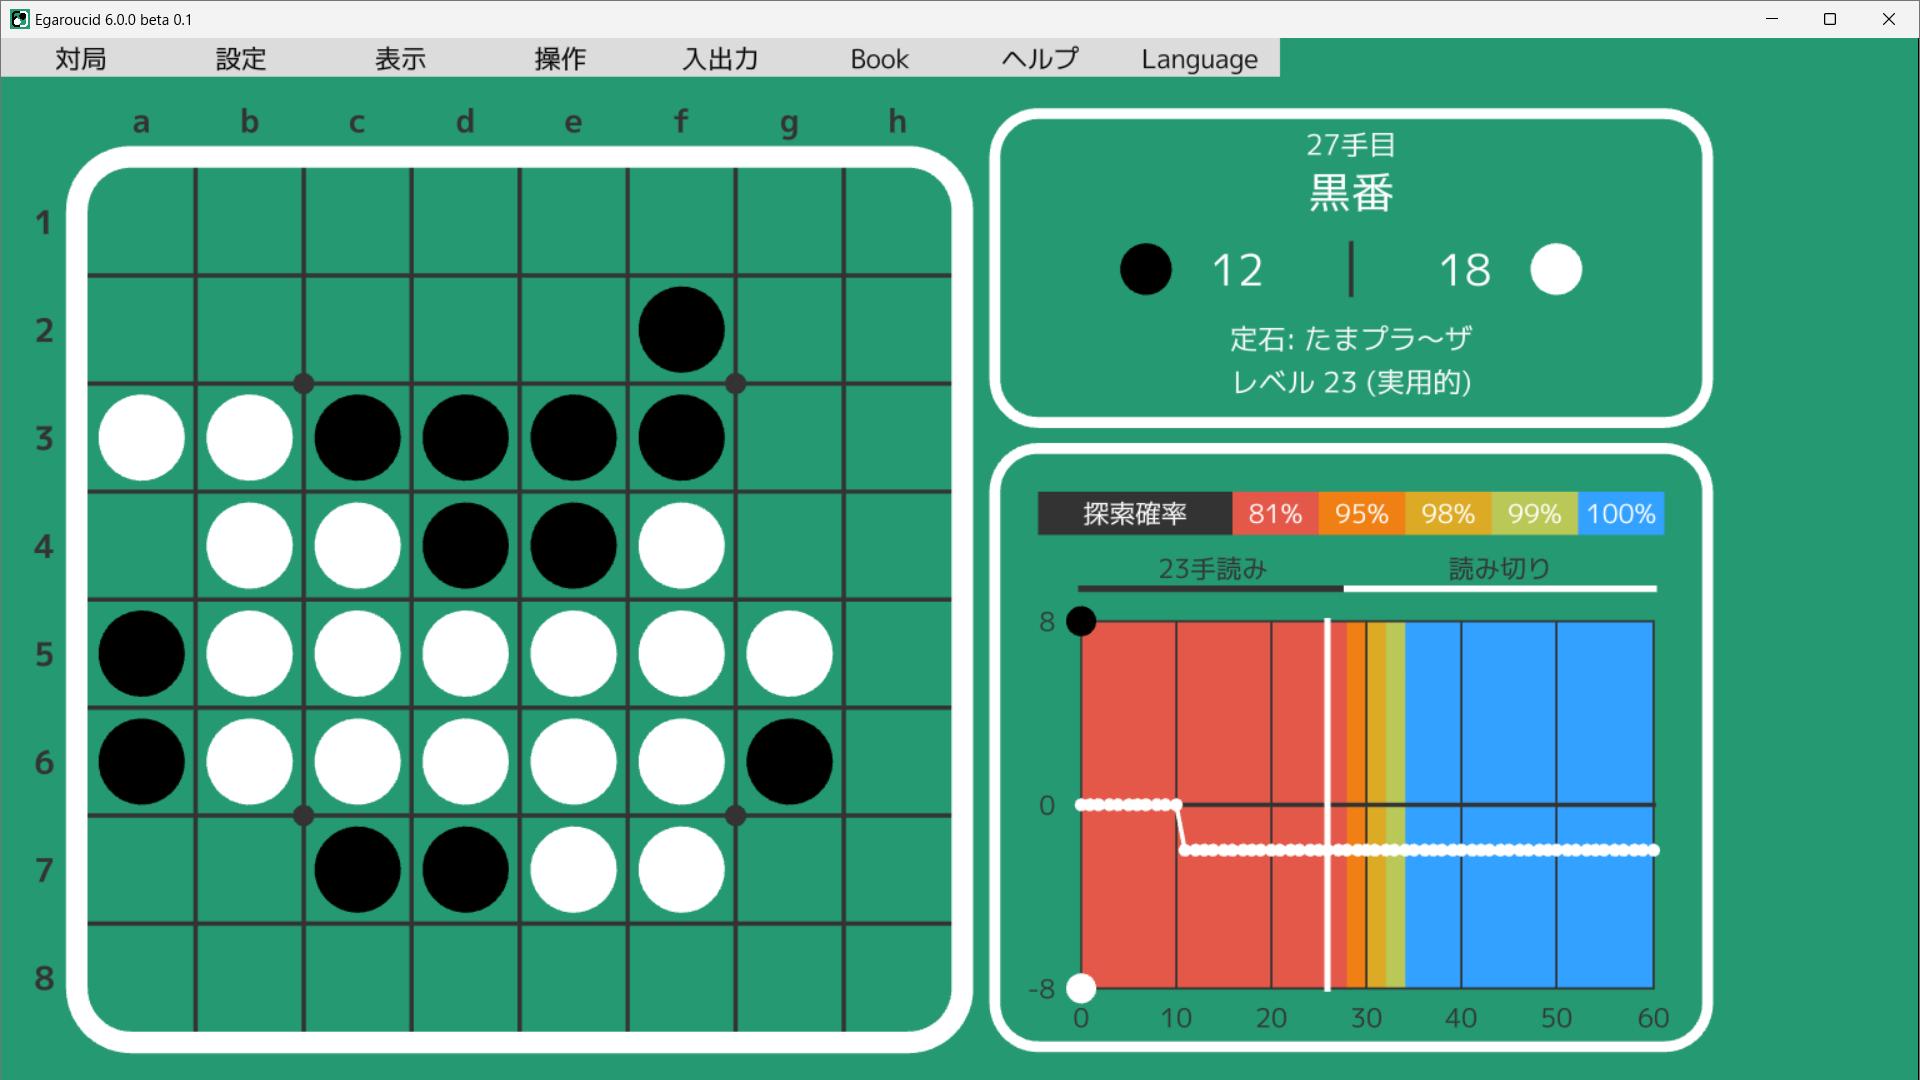 Egaroucid 6.0.0 beta 0.1
対局 設定 表示 操作 入出力 Book ヘルプ Language
a b c d e f g h
1
2
3
4
5
6
7
8
27手目
黒番
12 18
定石: たまプラ〜ザ
レベル 23 (実用的)
探索確率 81% 95% 98% 99% 100%
23手読み 読み切り
8
0
-8
0 10 20 30 40 50 60